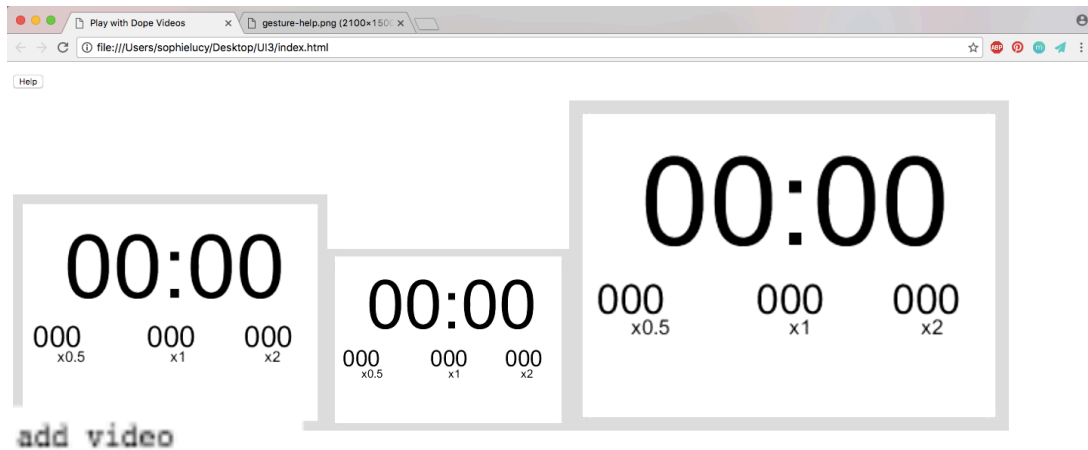 Play with Dope Videos
gesture-help.png (2100×150
file:///Users/sophielucy/Desktop/UI3/index.html
ABP
m
Help
00:00
000 000 000
x0.5 x1 x2
00:00
000 000 000
x0.5 x1 x2
00:00
000 000 000
x0.5 x1 x2
add video